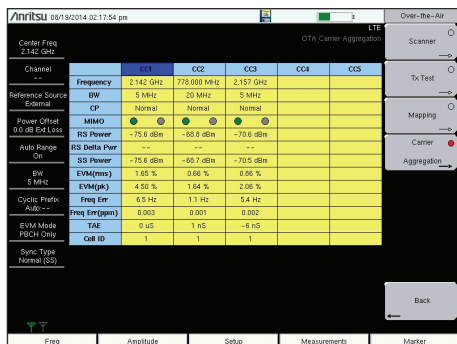 Anritsu 08/19/2014 02:17:54 pm
Over-the-Air
LTE
OTA Carrier Aggregation
Center Freq
2.142 GHz
Channel
--
Reference Source
External
Power Offset
0.0 dB Ext Loss
Auto Range
On
BW
5 MHz
Cyclic Prefix
Auto:--
EVM Mode
PBCH Only
Sync Type
Normal (SS)
CC1 CC2 CC3 CC4 CC5
Frequency 2.142 GHz 778.000 MHz 2.157 GHz
BW 5 MHz 20 MHz 5 MHz
CP Normal Normal Normal
MIMO
RS Power -75.6 dBm -68.8 dBm -70.6 dBm
RS Delta Pwr -- -- --
SS Power -75.6 dBm -68.7 dBm -70.5 dBm
EVM(rms) 1.65 % 0.66 % 0.86 %
EVM(pk) 4.50 % 1.64 % 2.06 %
Freq Err 6.5 Hz 1.1 Hz 5.4 Hz
Freq Err(ppm) 0.003 0.001 0.002
TAE 0 uS 1 nS -6 nS
Cell ID 1 1 1
Scanner
Tx Test
Mapping
Carrier
Aggregation
Back
Freq Amplitude Setup Measurements Marker